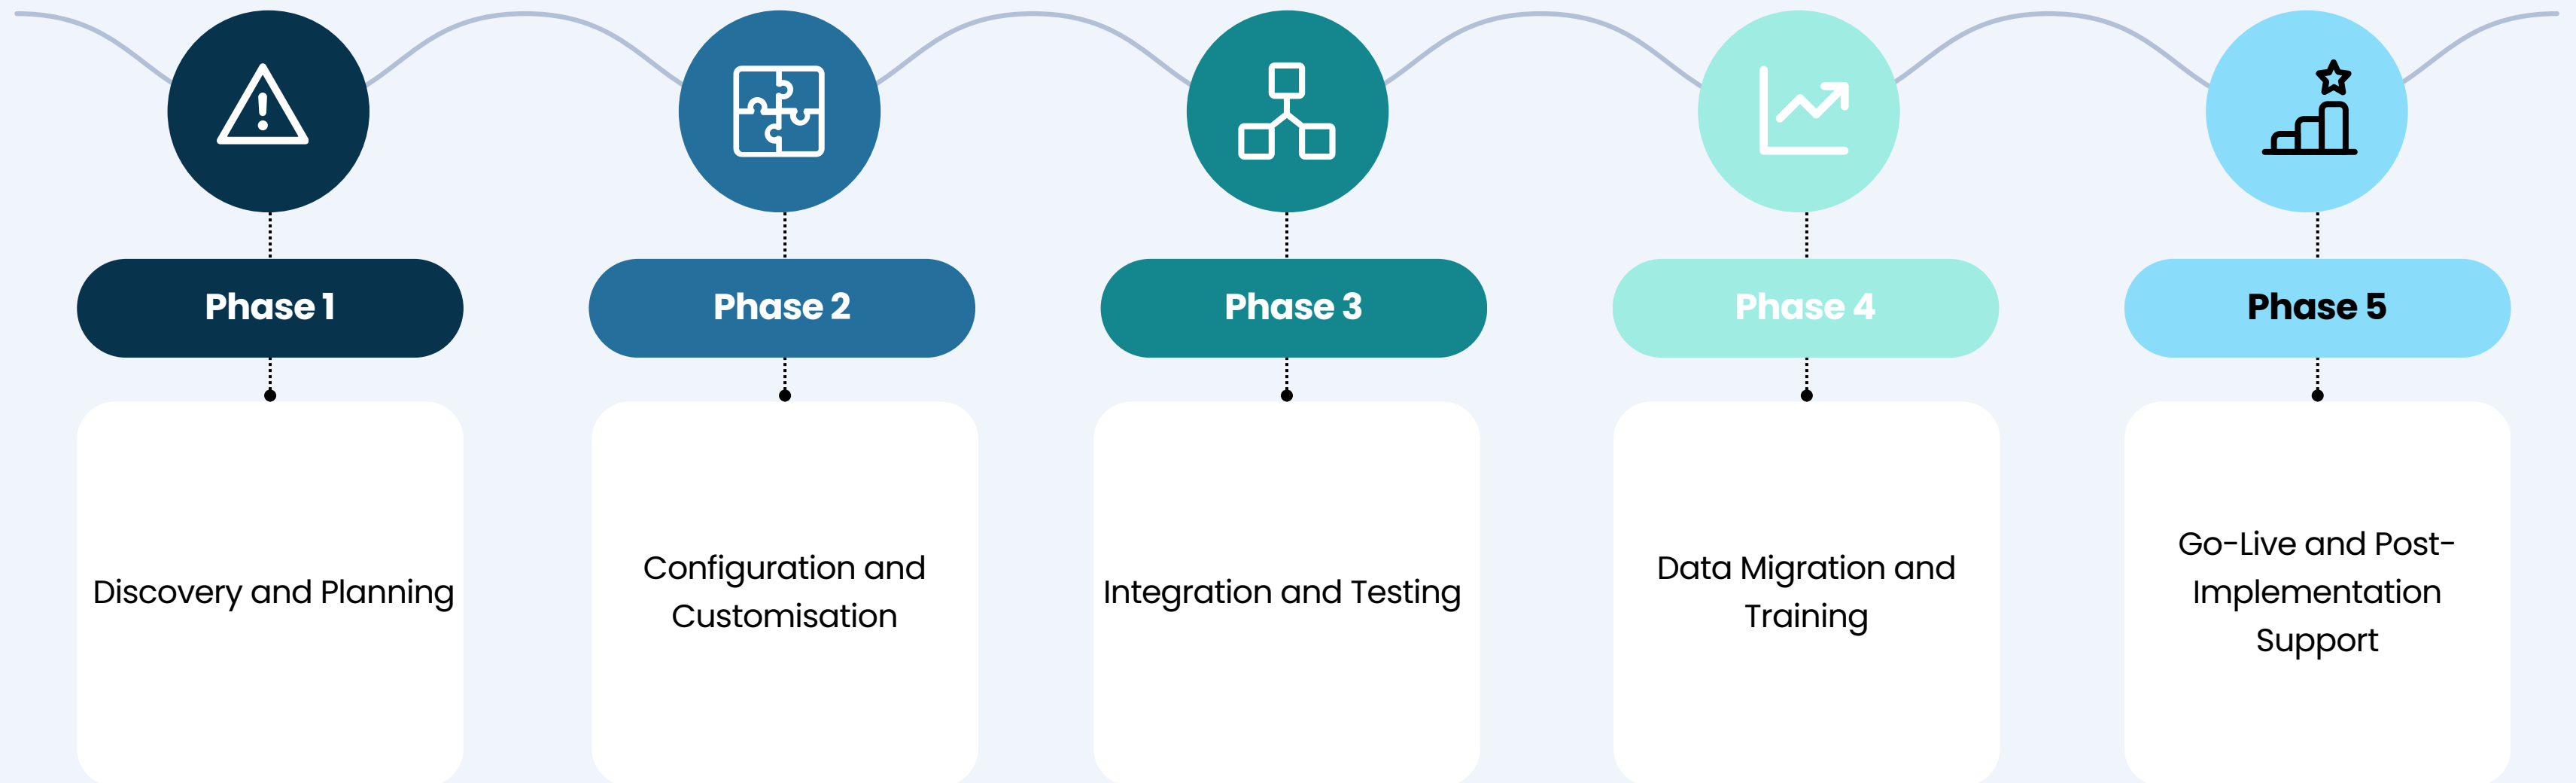 Phase 1
Phase 2
Phase 3
Phase 4
Phase 5
Discovery and Planning
Configuration and
Customisation
Integration and Testing
Data Migration and
Training
Go-Live and Post-
Implementation
Support